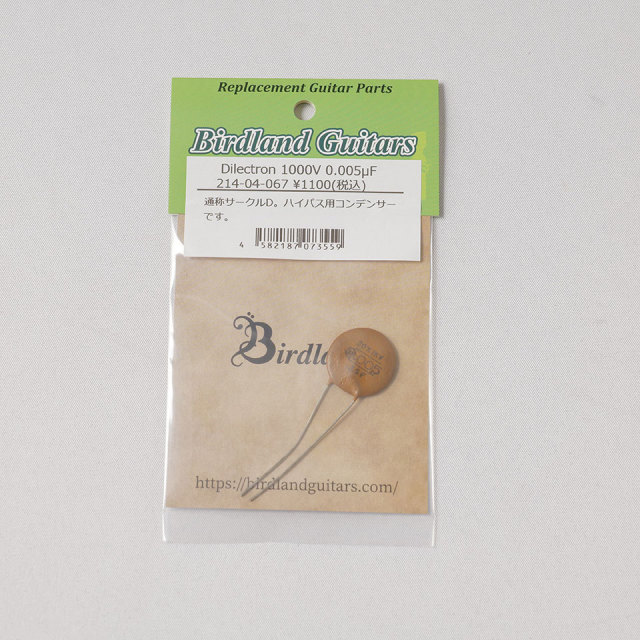 Replacement Guitar Parts
Birdland Guitars
Dilectron 1000V 0.005μF
214-04-067 ¥1100(税込)
通称サークルD。ハイパス用コンデンサー
です。
4 582187 073559
Birdland
.005
https://birdlandguitars.com/